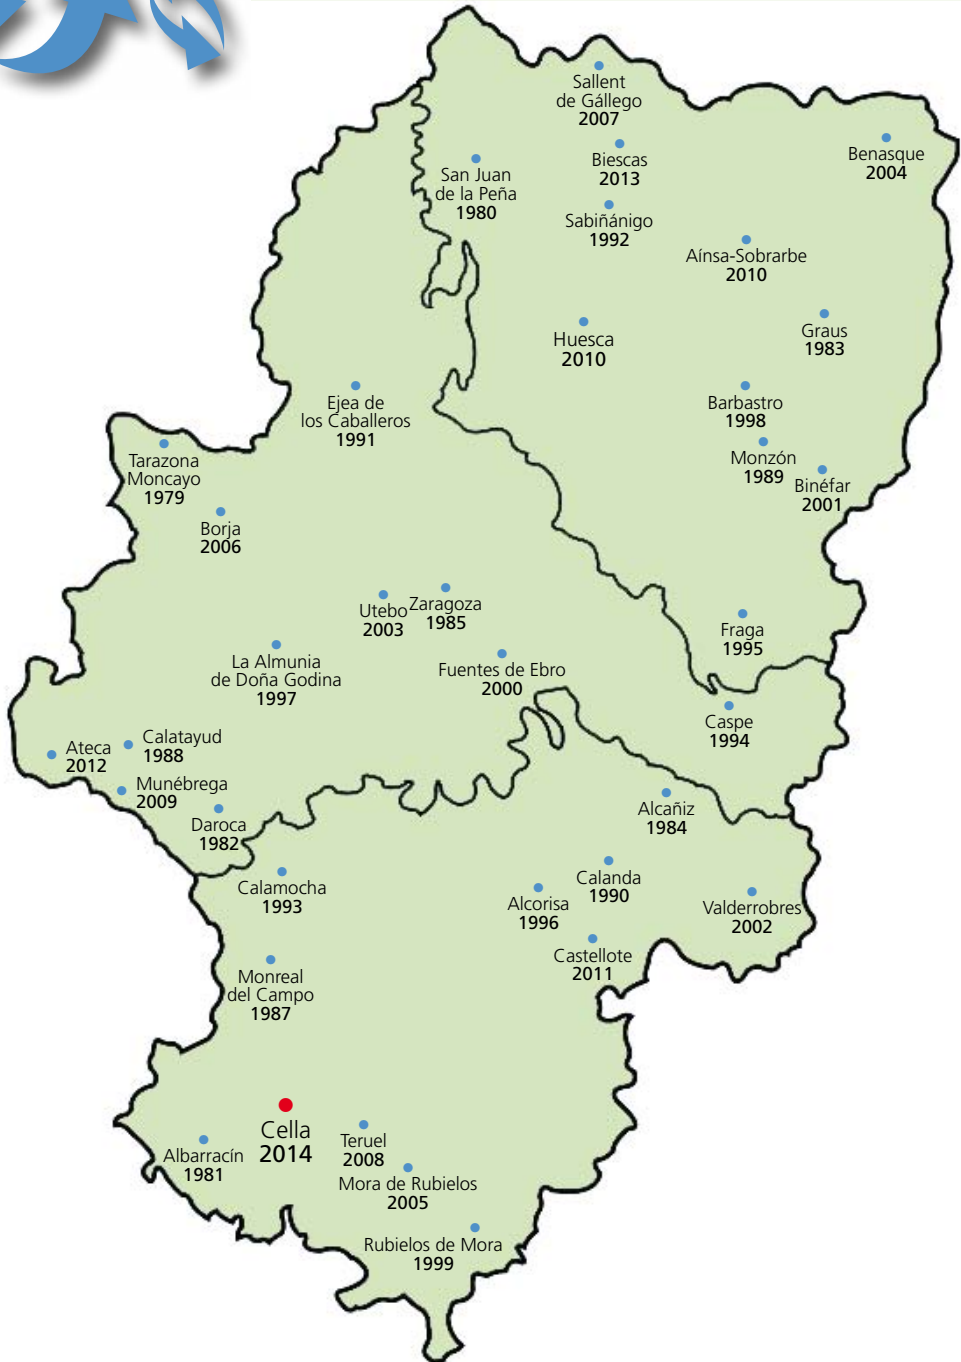 Sallent
de Gállego
2007
Biescas
2013
Benasque
2004
San Juan
de la Peña
1980
Sabiñánigo
1992
Aínsa-Sobrarbe
2010
Huesca
2010
Graus
1983
Ejea de
los Caballeros
1991
Barbastro
1998
Monzón
1989
Binéfar
2001
Tarazona
Moncayo
1979
Borja
2006
Utebo
2003
Zaragoza
1985
Fraga
1995
La Almunia
de Doña Godina
1997
Fuentes de Ebro
2000
Caspe
1994
Ateca
2012
Calatayud
1988
Munébrega
2009
Daroca
1982
Alcañiz
1984
Calamocha
1993
Calanda
1990
Alcorisa
1996
Valderrobres
2002
Castellote
2011
Monreal
del Campo
1987
Cella
2014
Teruel
2008
Albarracín
1981
Mora de Rubielos
2005
Rubielos de Mora
1999